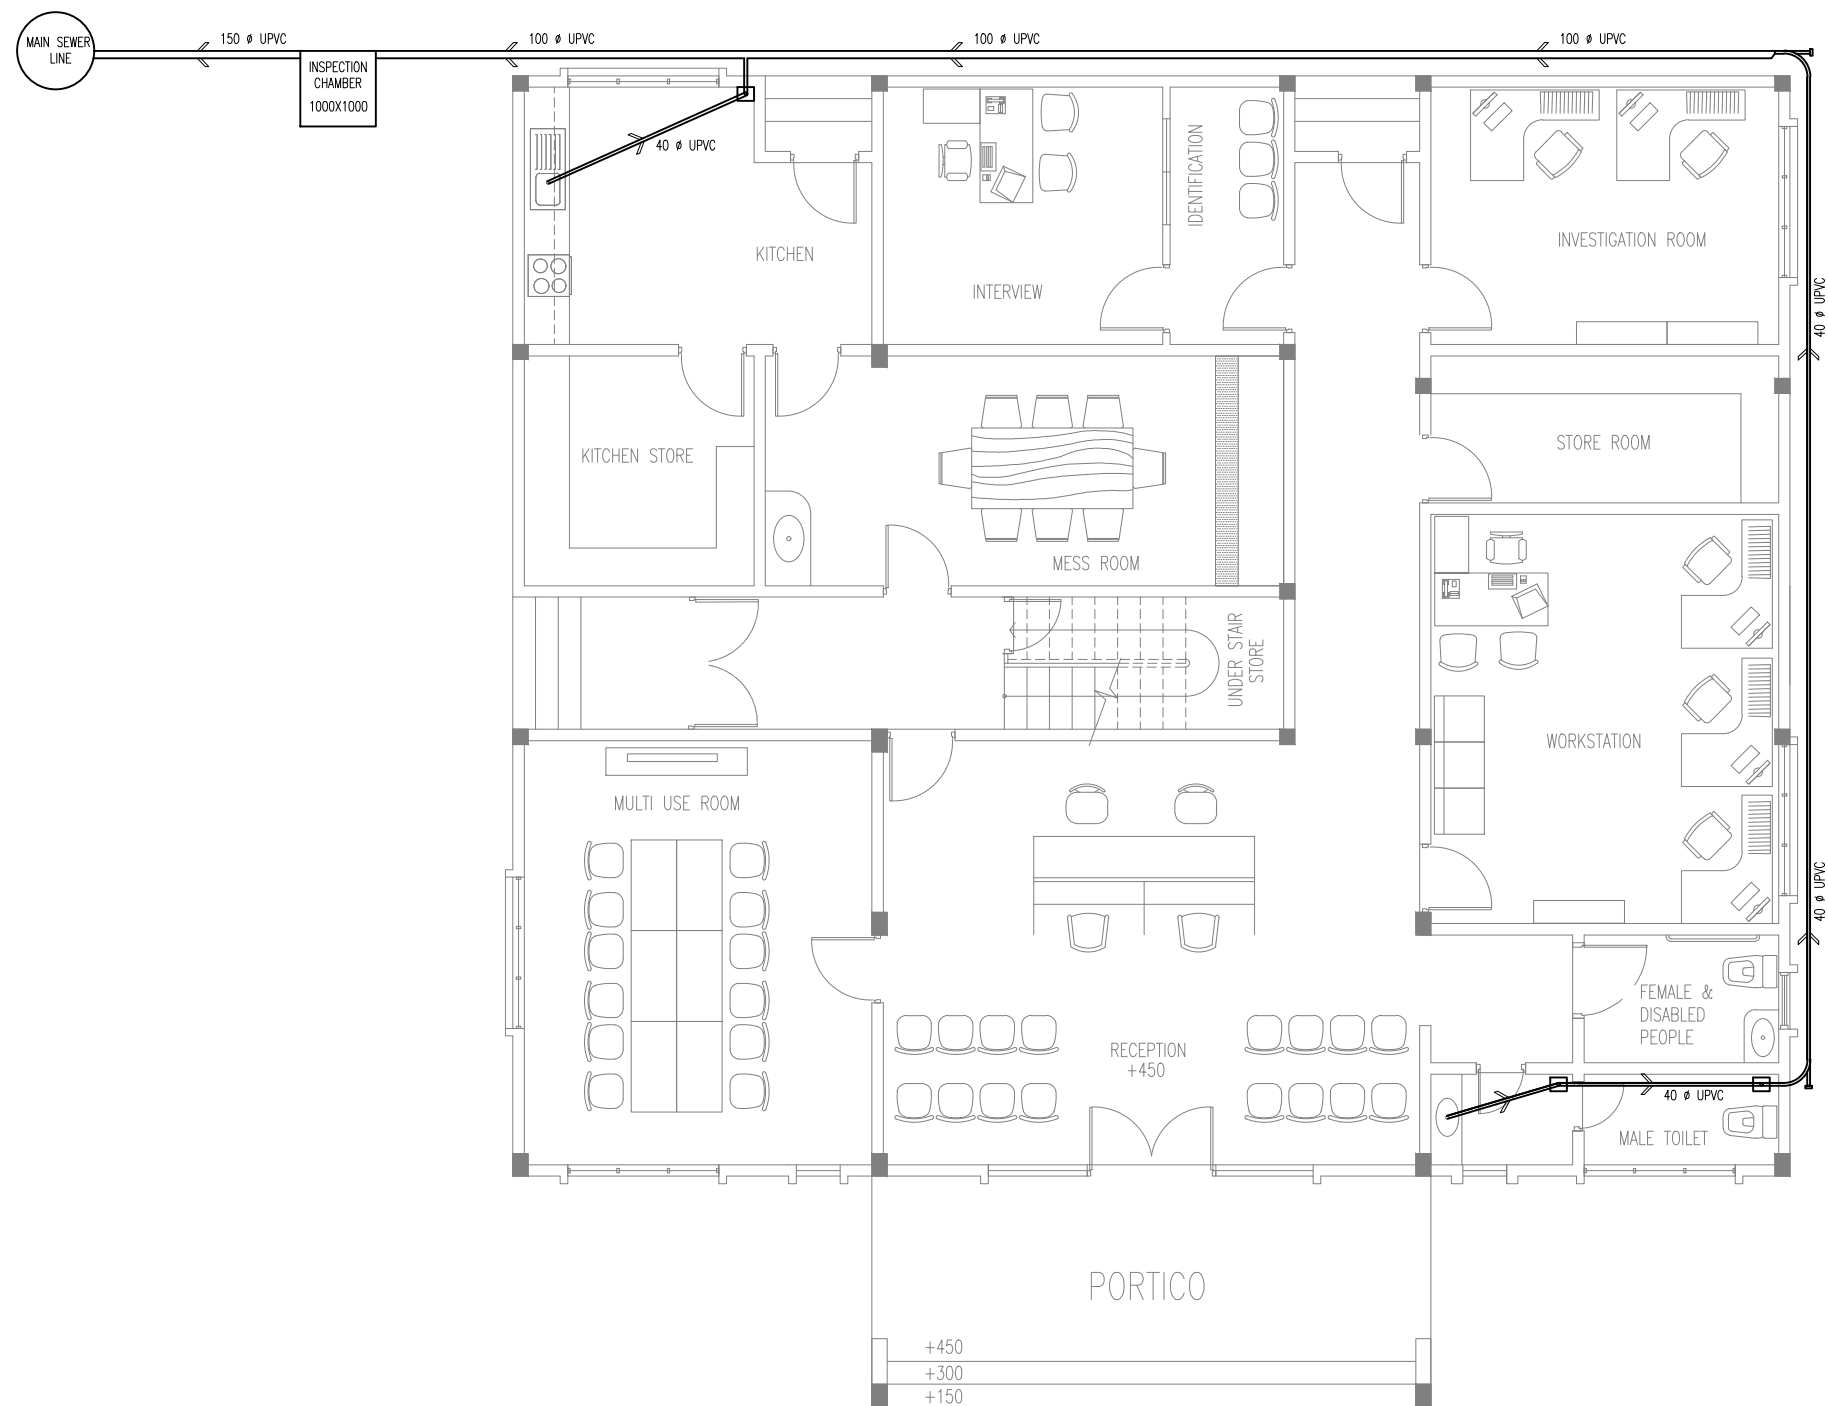 MAIN SEWER
LINE
150 ø UPVC
INSPECTION
CHAMBER
1000X1000
100 ø UPVC
100 ø UPVC
100 ø UPVC
40 ø UPVC
KITCHEN
INTERVIEW
IDENTIFICATION
INVESTIGATION ROOM
40 ø UPVC
KITCHEN STORE
MESS ROOM
STORE ROOM
UNDER STAIR
STORE
WORKSTATION
MULTI USE ROOM
40 ø UPVC
FEMALE &
DISABLED
PEOPLE
RECEPTION
+450
40 ø UPVC
MALE TOILET
PORTICO
+450
+300
+150